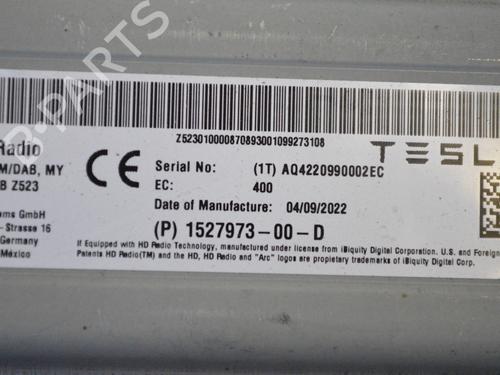 Z5230100008708930010992​73108
Radio
M/DAB, MY
B Z523
CE
Serial No: (1T) AQ4220990002EC
TESL
EC: 400
ms GmbH
Strasse 16
Germany
México
Date of Manufacture: 04/09/2022
(P) 1527973-00-D
If Equipped with HD Radio Technology, manufactured under license from iBiquity Digital Corporation. U.S. and Foreign
Patents HD Radio(TM) and the HD, HD Radio and "Arc" logos are proprietary trademarks of iBiquity Digital Corp.
B-PARTS